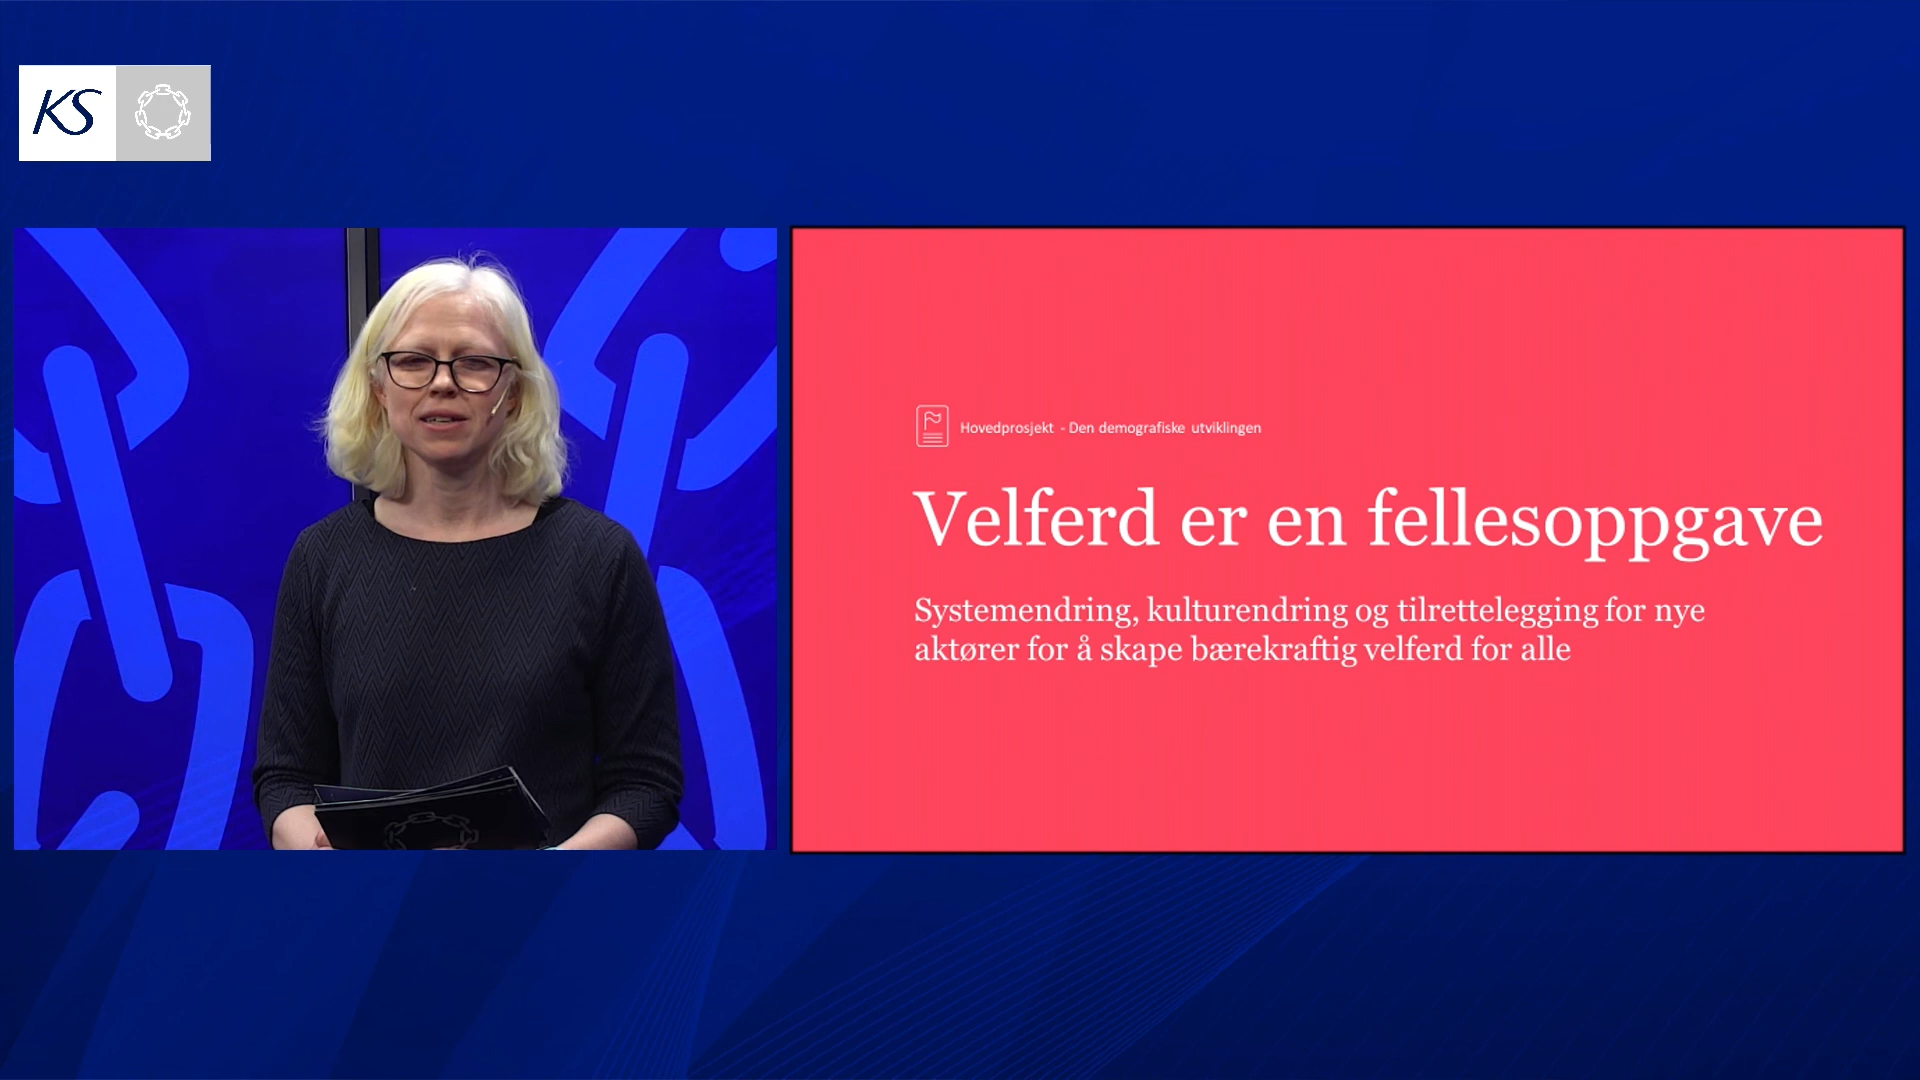 KS
Hovedprosjekt - Den demografiske utviklingen
Velferd er en fellesoppgave
Systemendring, kulturendring og tilrettelegging for nye
aktører for å skape bærekraftig velferd for alle